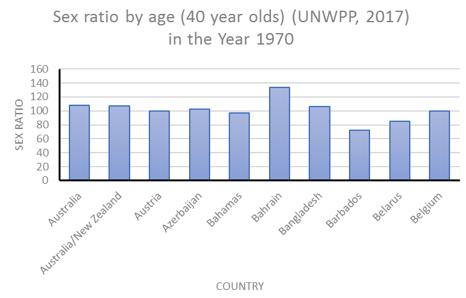 Sex ratio by age (40 year olds) (UNWPP, 2017)
in the Year 1970
SEX RATIO
160
140
120
100
80
60
40
20
0
Australia
Australia/New Zealand
Austria
Azerbaijan
Bahamas
Bahrain
Bangladesh
Barbados
Belarus
Belgium
COUNTRY